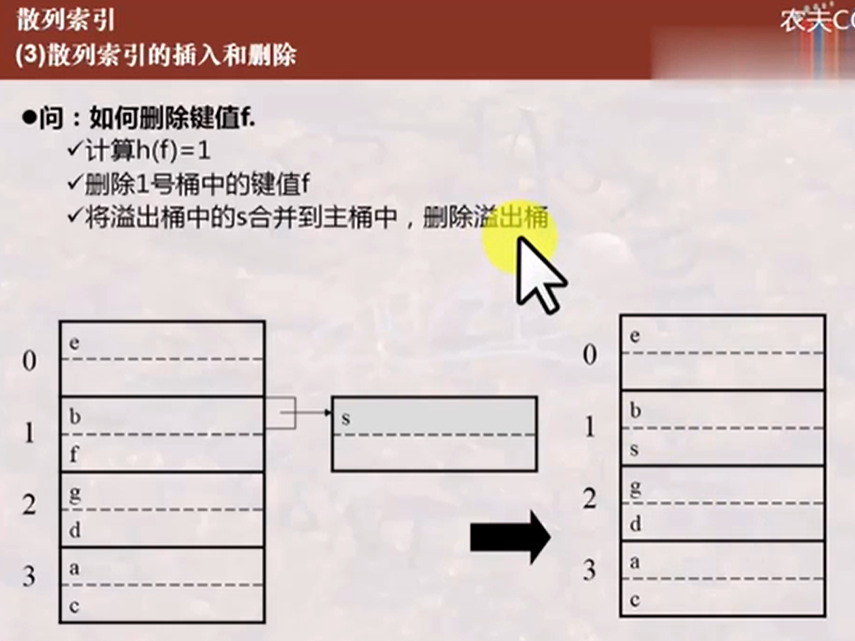 散列索引
(3)散列索引的插入和删除
农夫CO
●问：如何删除键值f.
✓计算h(f)=1
✓删除1号桶中的键值f
✓将溢出桶中的s合并到主桶中，删除溢出桶
0
e
1
b
f
s
2
g
d
3
a
c
0
e
1
b
s
2
g
d
3
a
c